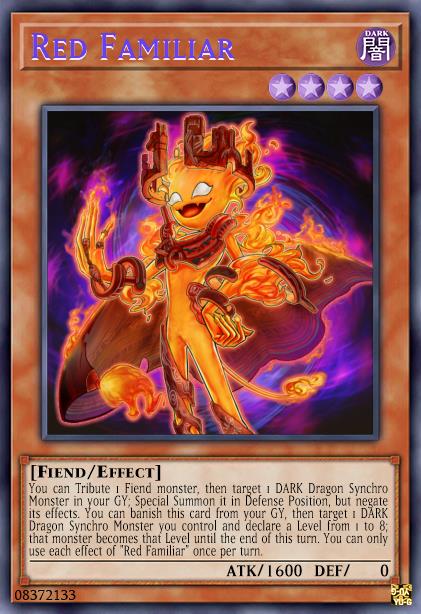 RED FAMILIAR
DARK
闇
[FIEND/EFFECT]
You can Tribute 1 Fiend monster, then target 1 DARK Dragon Synchro
Monster in your GY; Special Summon it in Defense Position, but negate
its effects. You can banish this card from your GY, then target 1 DARK
Dragon Synchro Monster you control and declare a Level from 1 to 8;
that monster becomes that Level until the end of this turn. You can only
use each effect of "Red Familiar" once per turn.
ATK/1600 DEF/ 0
08372133